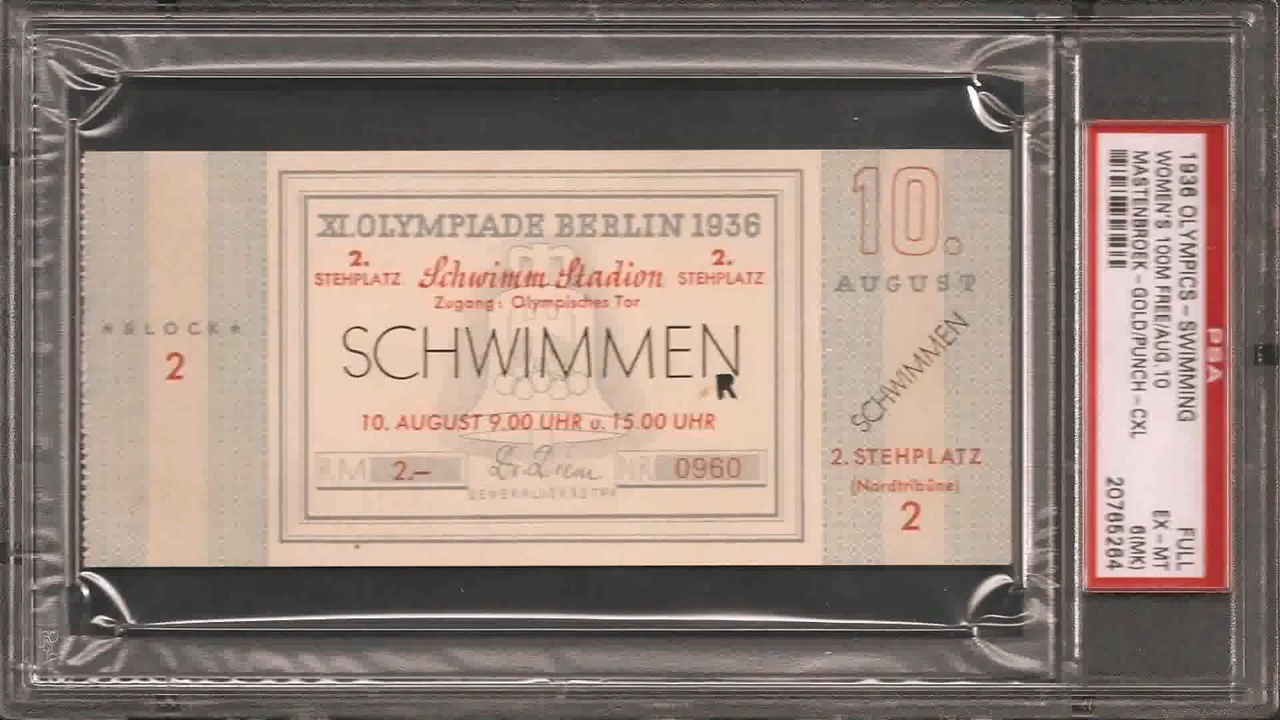 * BLOCK *
2
XI. OLYMPIADE BERLIN 1936
2.
STEHPLATZ
Schwimm Stadion
2.
STEHPLATZ
Zugang: Olympisches Tor
SCHWIMMEN
R
10. AUGUST 9.00 UHR u. 15.00 UHR
RM 2.–
NR 0960
GENERALSEKRETÄR
10.
AUGUST
SCHWIMMEN
2. STEHPLATZ
(Nordtribüne)
2
PSA
1936 OLYMPICS - SWIMMING FULL
WOMEN'S 100M FREE/AUG.10 EX - MT
MASTENBROEK - GOLD/PUNCH - CXL 6(MK)
20765264